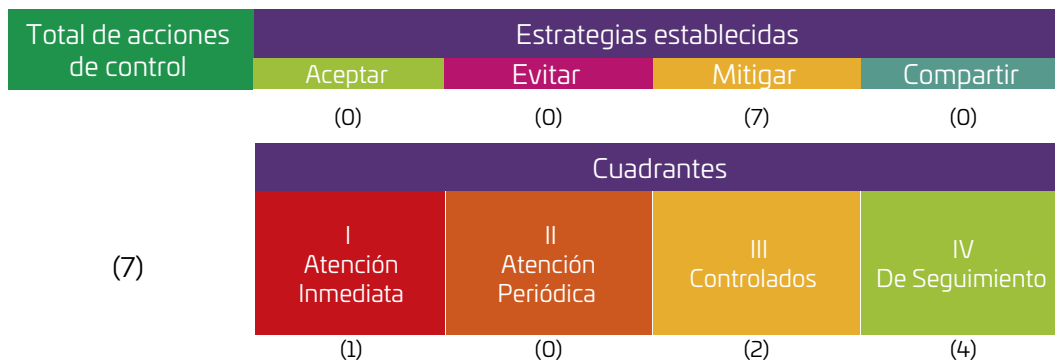 Total de acciones
de control
Estrategias establecidas
Aceptar
Evitar
Mitigar
Compartir
(0)
(0)
(7)
(0)
Cuadrantes
(7)
I
Atención
Inmediata
II
Atención
Periódica
III
Controlados
IV
De Seguimiento
(1)
(0)
(2)
(4)